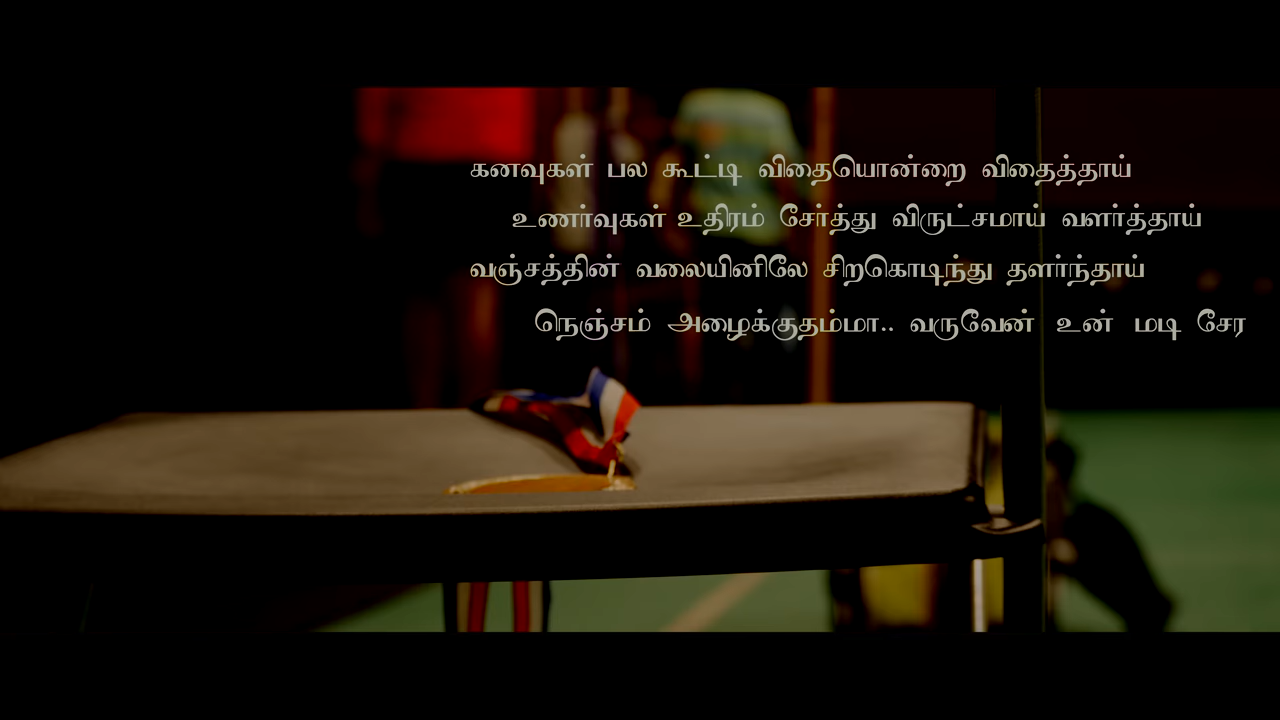 கனவுகள் பல கூட்டி விதையொன்றை விதைத்தாய்
உணர்வுகள் உதிரம் சேர்த்து விருட்சமாய் வளர்த்தாய்
வஞ்சத்தின் வலையினிலே சிறகொடிந்து தளர்ந்தாய்
நெஞ்சம் அழைக்குதம்மா.. வருவேன் உன் மடி சேர